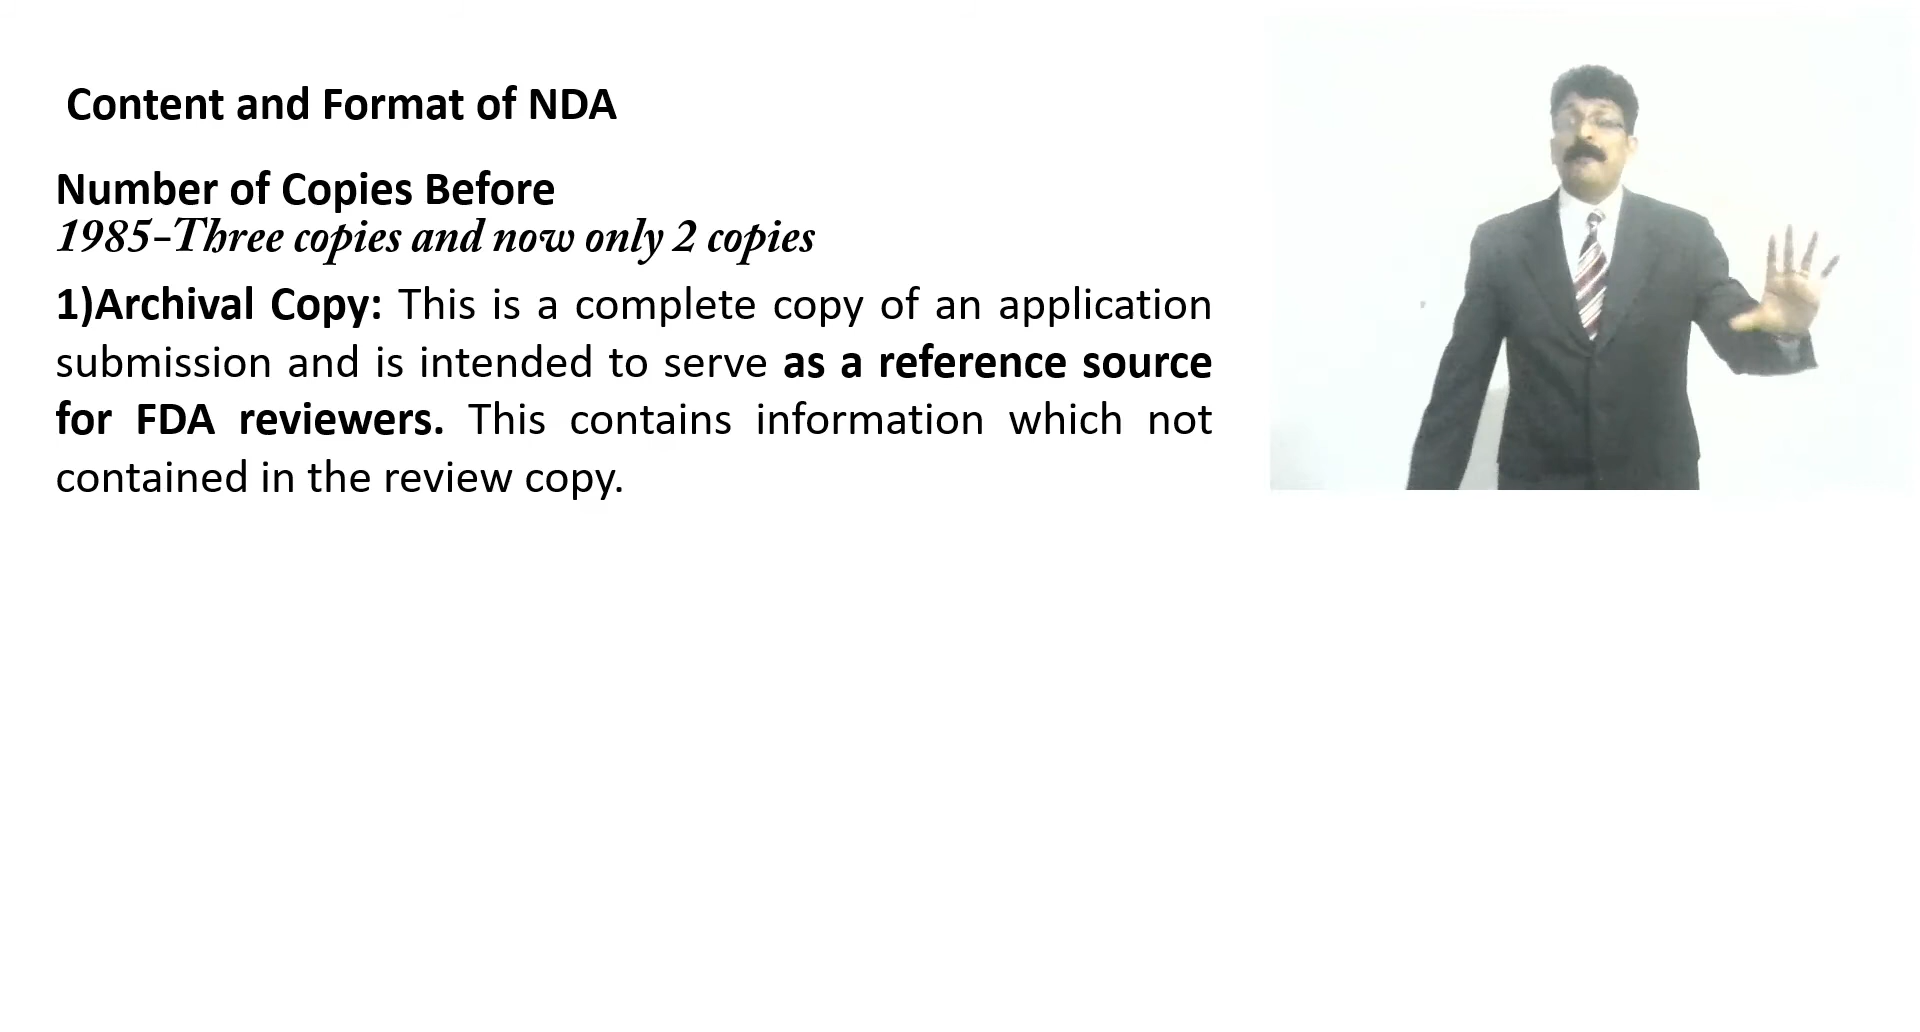 Content and Format of NDA
Number of Copies Before
1985-Three copies and now only 2 copies
1)Archival Copy: This is a complete copy of an application
submission and is intended to serve as a reference source
for FDA reviewers. This contains information which not
contained in the review copy.